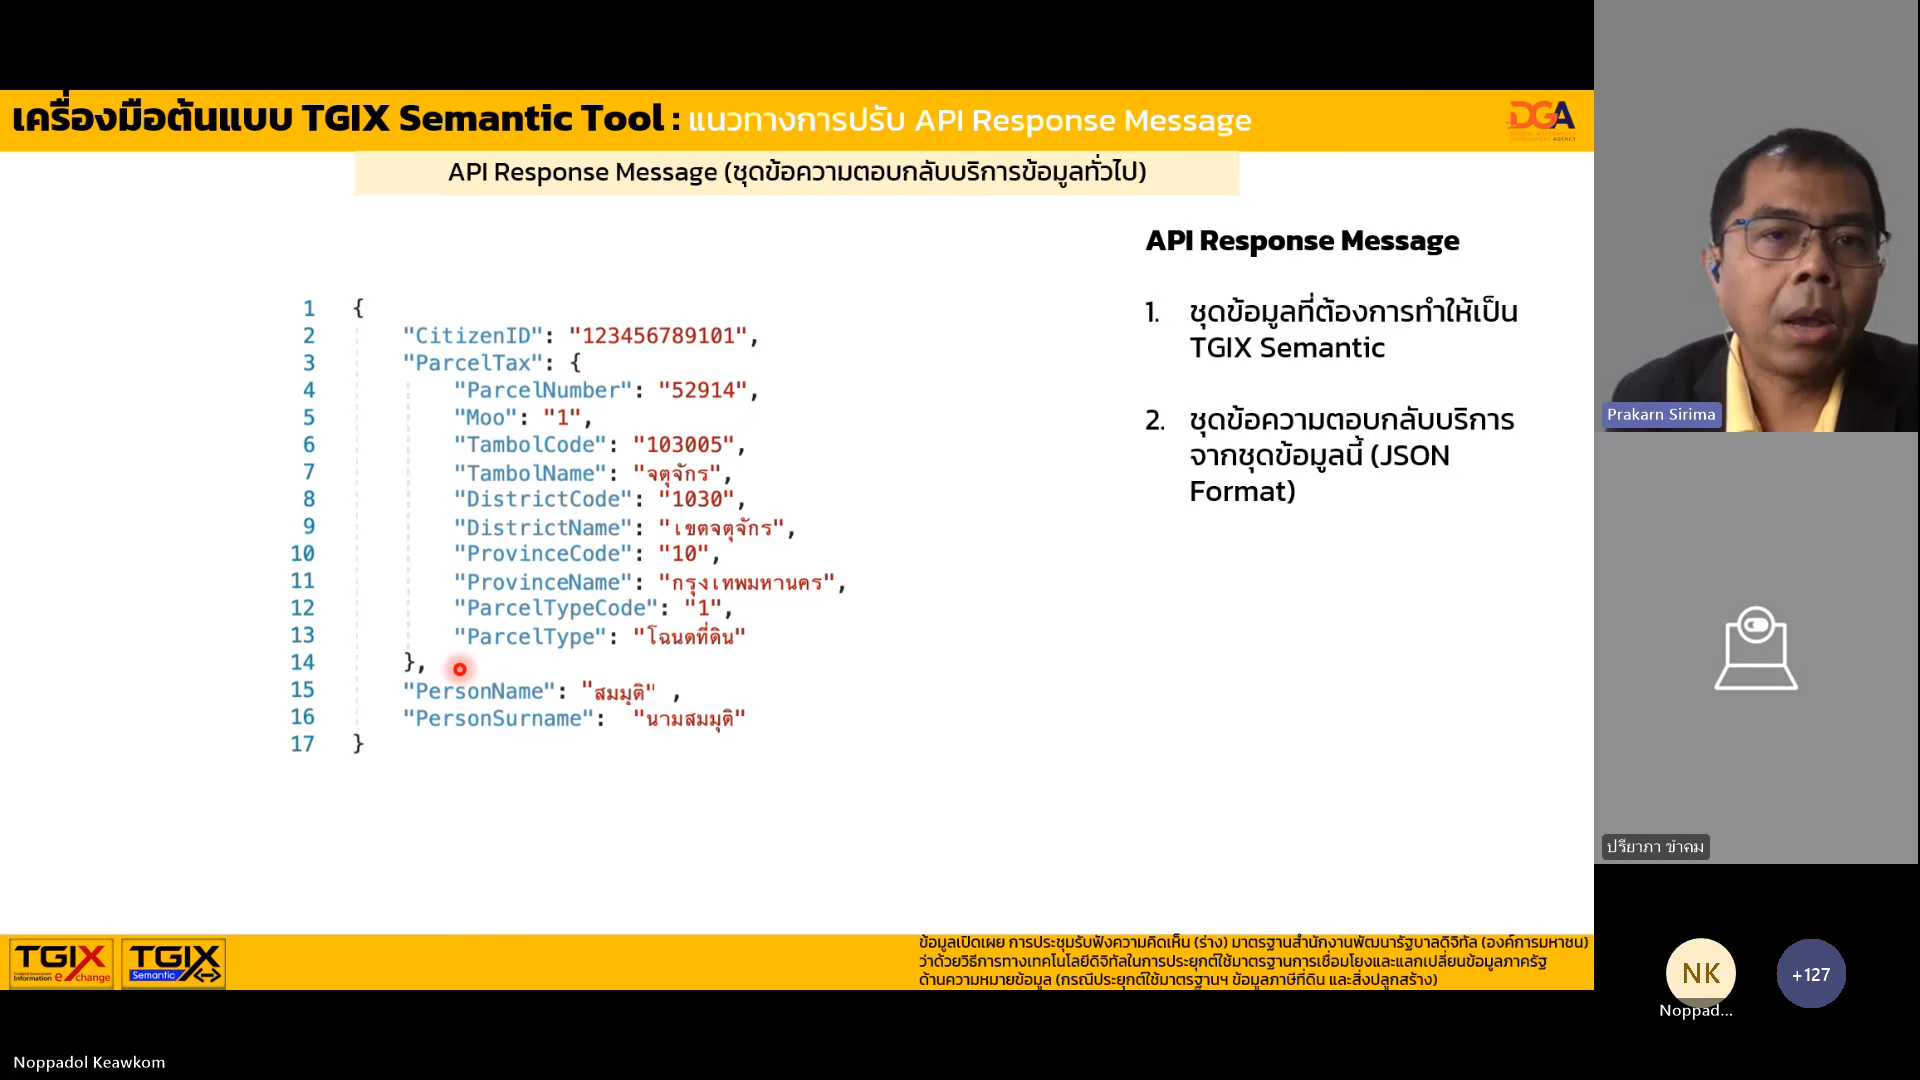 เครื่องมือต้นแบบ TGIX Semantic Tool : แนวทางการปรับ API Response Message
DGA
API Response Message (ชุดข้อความตอบกลับบริการข้อมูลทั่วไป)
1 {
2 "CitizenID": "123456789101",
3 "ParcelTax": {
4 "ParcelNumber": "52914",
5 "Moo": "1",
6 "TambolCode": "103005",
7 "TambolName": "จตุจักร",
8 "DistrictCode": "1030",
9 "DistrictName": "เขตจตุจักร",
10 "ProvinceCode": "10",
11 "ProvinceName": "กรุงเทพมหานคร",
12 "ParcelTypeCode": "1",
13 "ParcelType": "โฉนดที่ดิน"
14 },
15 "PersonName": "สมมุติ" ,
16 "PersonSurname": "นามสมมุติ"
17 }
API Response Message
1. ชุดข้อมูลที่ต้องการทำให้เป็น
TGIX Semantic
2. ชุดข้อความตอบกลับบริการ
จากชุดข้อมูลนี้ (JSON
Format)
Prakarn Sirima
ปรียาภา ขำคม
NK
+127
Noppad...
TGIX
Information exchange
TGIX
Semantic
ข้อมูลเปิดเผย การประชุมรับฟังความคิดเห็น (ร่าง) มาตรฐานสำนักงานพัฒนารัฐบาลดิจิทัล (องค์การมหาชน)
ว่าด้วยวิธีการทางเทคโนโลยีดิจิทัลในการประยุกต์ใช้มาตรฐานการเชื่อมโยงและแลกเปลี่ยนข้อมูลภาครัฐ
ด้านความหมายข้อมูล (กรณีประยุกต์ใช้มาตรฐานฯ ข้อมูลภาษีที่ดิน และสิ่งปลูกสร้าง)
Noppadol Keawkom